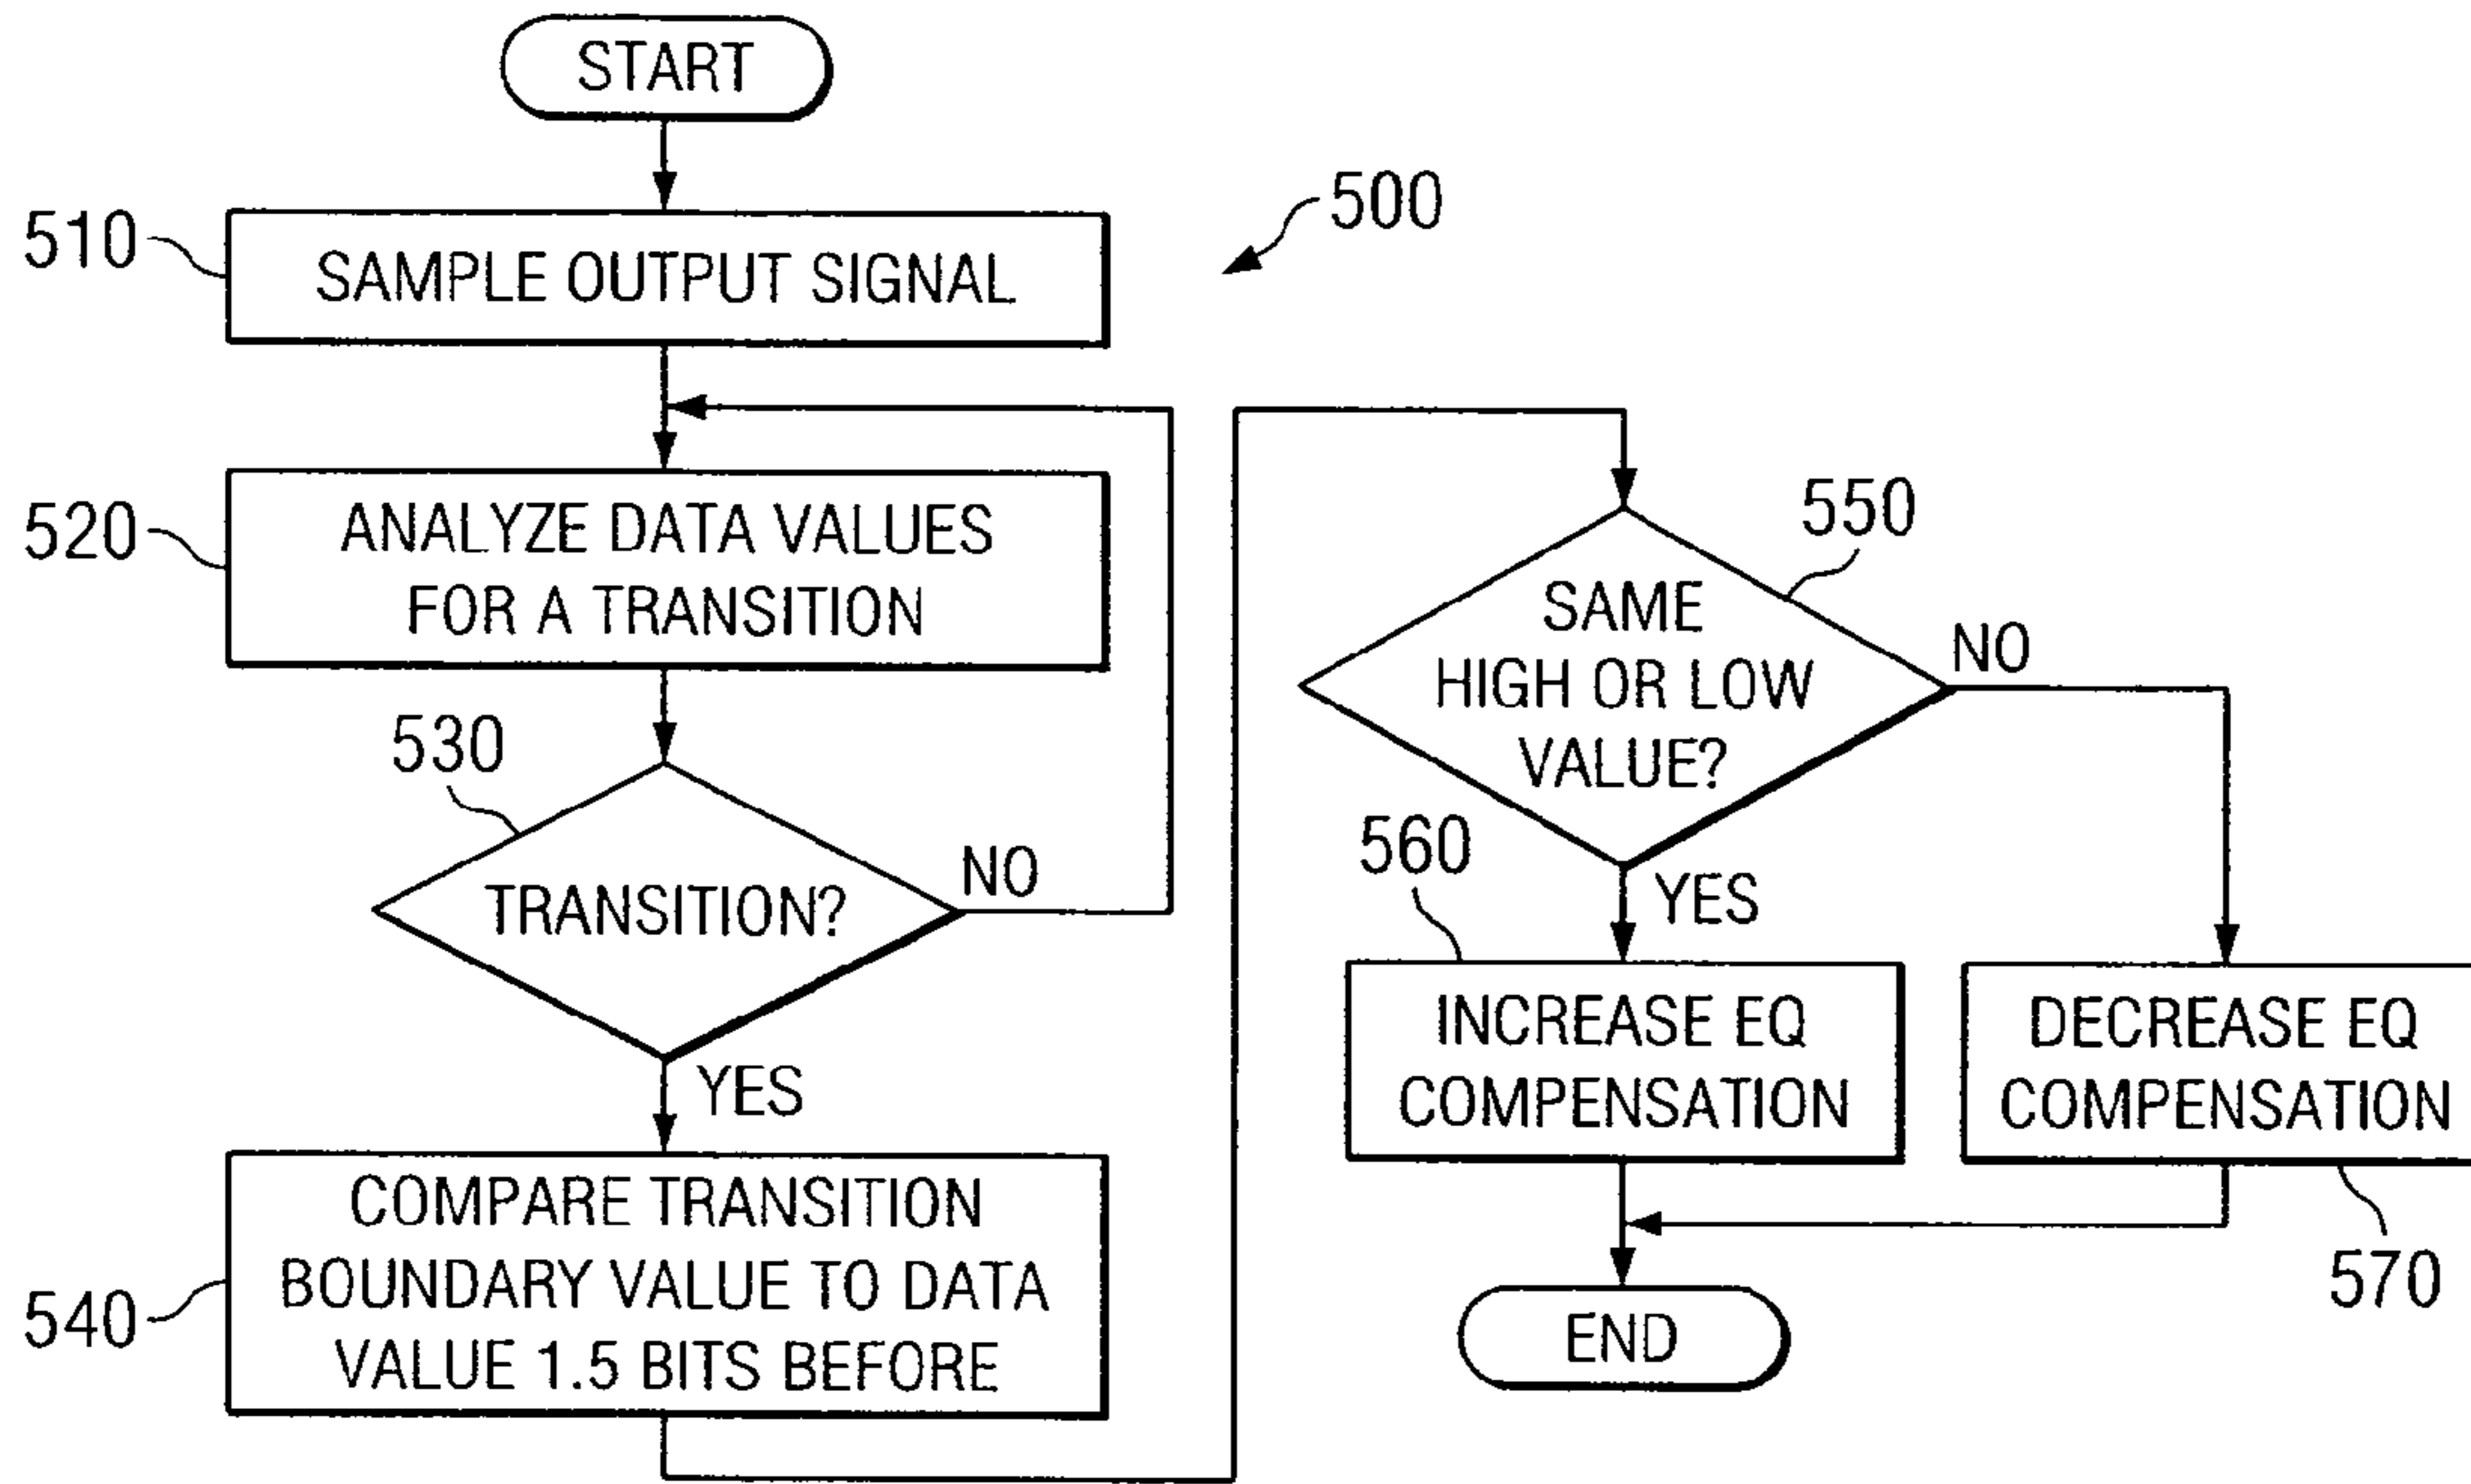 START
500
510
SAMPLE OUTPUT SIGNAL
520
ANALYZE DATA VALUES
FOR A TRANSITION
530
TRANSITION?
NO
YES
540
COMPARE TRANSITION
BOUNDARY VALUE TO DATA
VALUE 1.5 BITS BEFORE
550
SAME
HIGH OR LOW
VALUE?
NO
YES
560
INCREASE EQ
COMPENSATION
DECREASE EQ
COMPENSATION
570
END